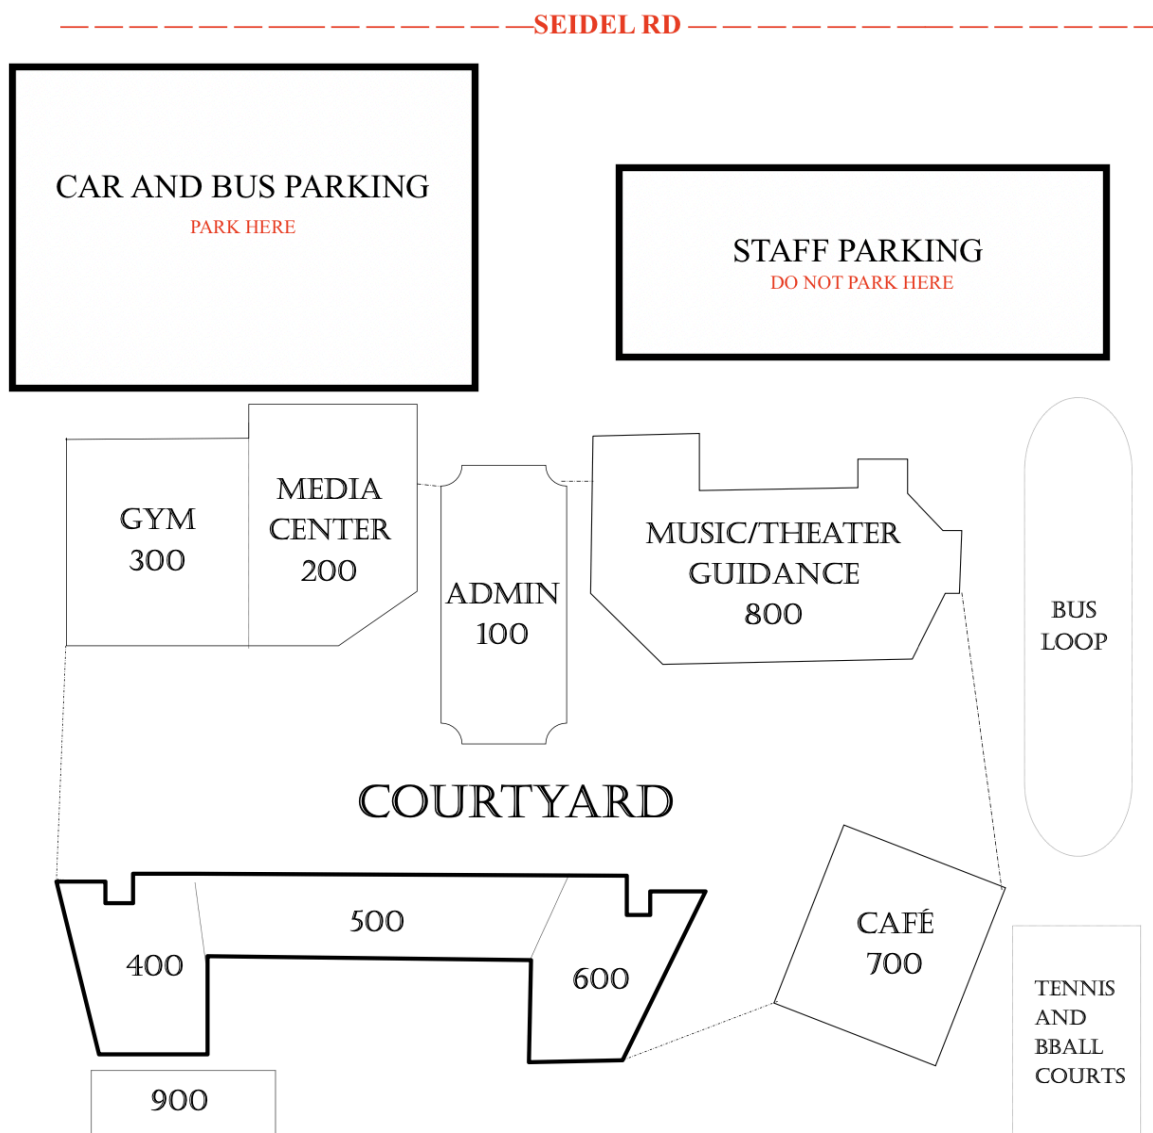 SEIDEL RD
CAR AND BUS PARKING
PARK HERE
STAFF PARKING
DO NOT PARK HERE
GYM
300
MEDIA
CENTER
200
ADMIN
100
MUSIC/THEATER
GUIDANCE
800
BUS
LOOP
COURTYARD
400
500
600
CAFÉ
700
TENNIS
AND
BBALL
COURTS
900